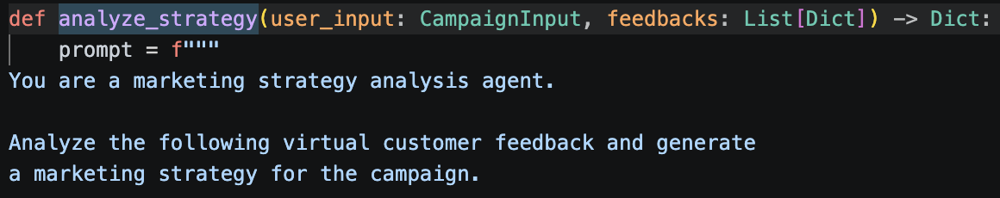 def analyze_strategy(user_input: CampaignInput, feedbacks: List[Dict]) -> Dict:
    prompt = f"""
You are a marketing strategy analysis agent.

Analyze the following virtual customer feedback and generate
a marketing strategy for the campaign.